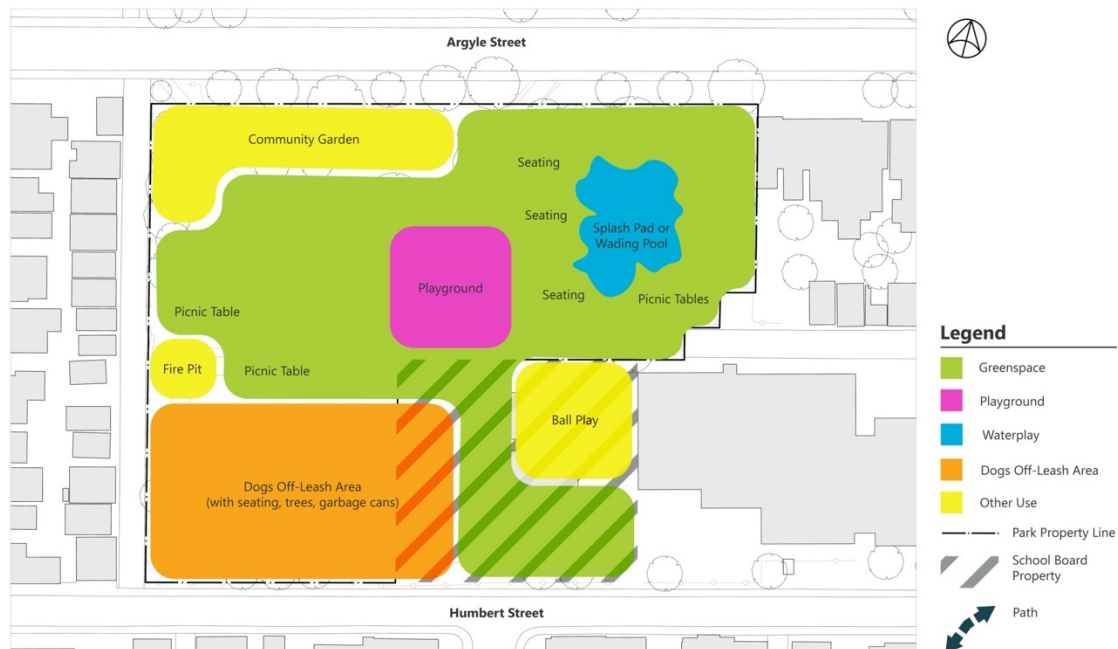 Argyle Street
Community Garden
Seating
Seating
Splash Pad or
Wading Pool
Playground
Seating
Picnic Tables
Picnic Table
Fire Pit
Picnic Table
Ball Play
Dogs Off-Leash Area
(with seating, trees, garbage cans)
Humbert Street
Legend
Greenspace
Playground
Waterplay
Dogs Off-Leash Area
Other Use
Park Property Line
School Board
Property
Path